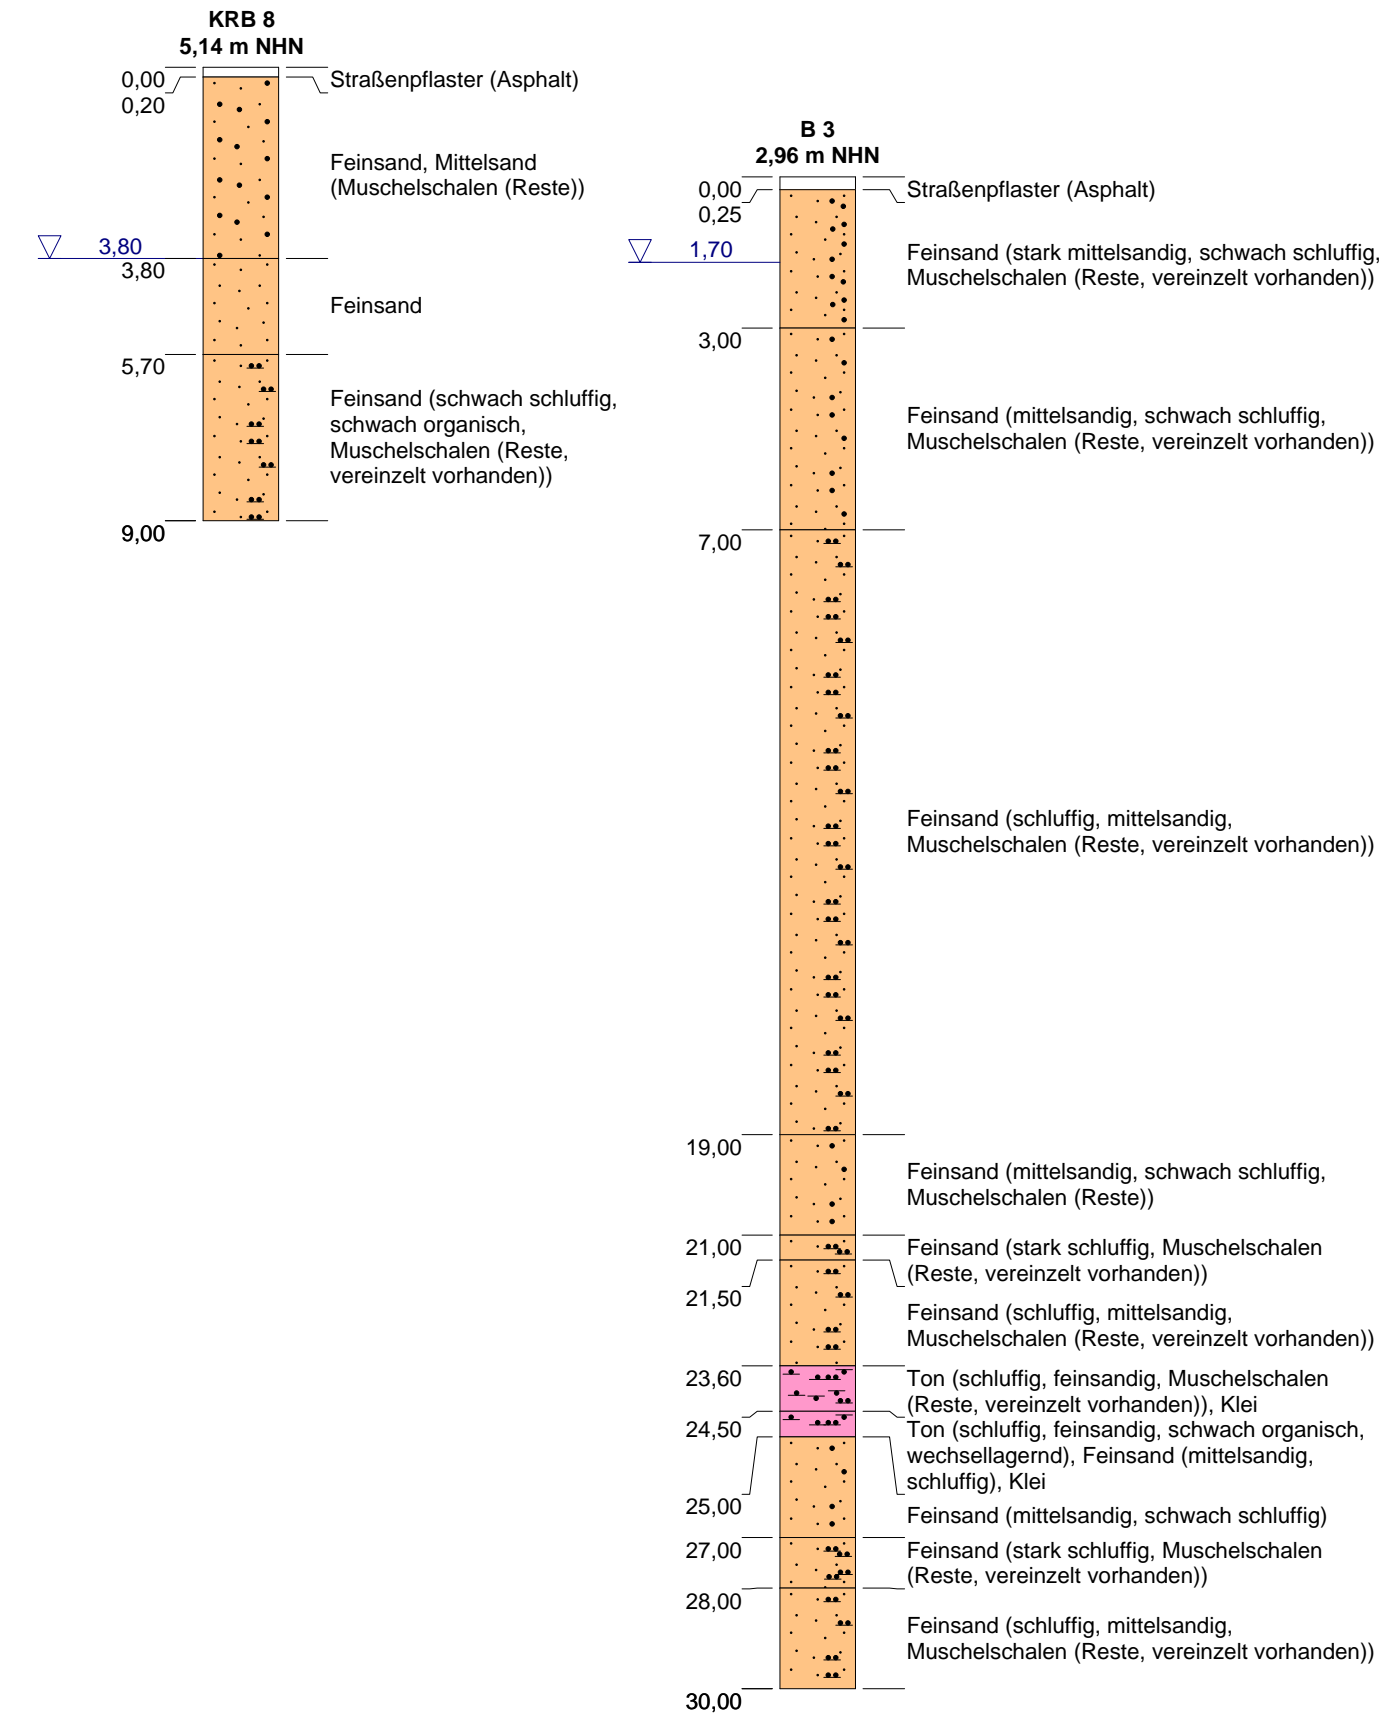 KRB 8
5,14 m NHN
0,00
Straßenpflaster (Asphalt)
0,20
Feinsand, Mittelsand
(Muschelschalen (Reste))
3,80
3,80
Feinsand
5,70
Feinsand (schwach schluffig,
schwach organisch,
Muschelschalen (Reste,
vereinzelt vorhanden))
9,00
B 3
2,96 m NHN
0,00
Straßenpflaster (Asphalt)
0,25
1,70
Feinsand (stark mittelsandig, schwach schluffig,
Muschelschalen (Reste, vereinzelt vorhanden))
3,00
Feinsand (mittelsandig, schwach schluffig,
Muschelschalen (Reste, vereinzelt vorhanden))
7,00
Feinsand (schluffig, mittelsandig,
Muschelschalen (Reste, vereinzelt vorhanden))
19,00
Feinsand (mittelsandig, schwach schluffig,
Muschelschalen (Reste))
21,00
Feinsand (stark schluffig, Muschelschalen
(Reste, vereinzelt vorhanden))
21,50
Feinsand (schluffig, mittelsandig,
Muschelschalen (Reste, vereinzelt vorhanden))
23,60
Ton (schluffig, feinsandig, Muschelschalen
(Reste, vereinzelt vorhanden)), Klei
24,50
Ton (schluffig, feinsandig, schwach organisch,
wechsellagernd), Feinsand (mittelsandig,
schluffig), Klei
25,00
Feinsand (mittelsandig, schwach schluffig)
27,00
Feinsand (stark schluffig, Muschelschalen
(Reste, vereinzelt vorhanden))
28,00
Feinsand (schluffig, mittelsandig,
Muschelschalen (Reste, vereinzelt vorhanden))
30,00